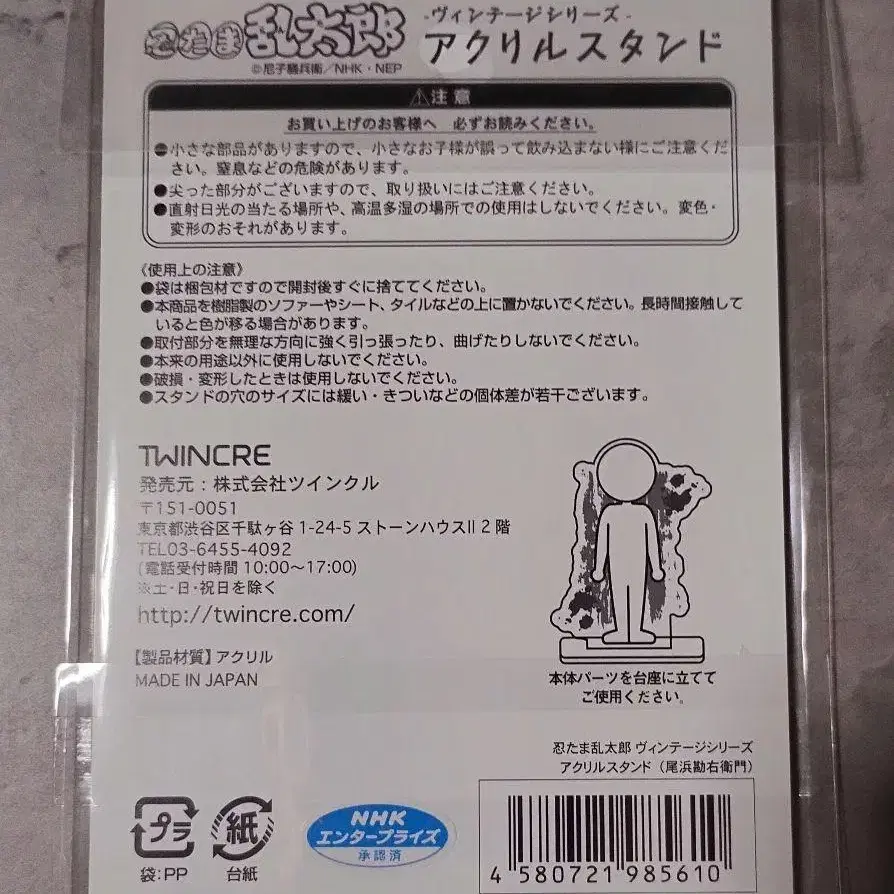 忍たま乱太郎
-ヴィンテージシリーズ-
アクリルスタンド
©尼子騒兵衛/NHK・NEP
⚠注意
お買い上げのお客様へ 必ずお読みください。
●小さな部品がありますので、小さなお子様が誤って飲み込まない様にご注意くだ
さい。窒息などの危険があります。
●尖った部分がございますので、取り扱いにはご注意ください。
●直射日光の当たる場所や、高温多湿の場所での使用はしないでください。変色・
変形のおそれがあります。
《使用上の注意》
●袋は梱包材ですので開封後すぐに捨ててください。
●本商品を樹脂製のソファーやシート、タイルなどの上に置かないでください。長時間接触して
いると色が移る場合があります。
●取付部分を無理な方向に強く引っ張ったり、曲げたりしないでください。
●本来の用途以外に使用しないでください。
●破損・変形したときは使用しないでください。
●スタンドの穴のサイズには緩い・きついなどの個体差が若干ございます。
TWINCRE
発売元:株式会社ツインクル
〒151-0051
東京都渋谷区千駄ヶ谷1-24-5 ストーンハウスII 2階
TEL03-6455-4092
(電話受付時間 10:00〜17:00)
※土・日・祝日を除く
http://twincre.com/
【製品材質】アクリル
MADE IN JAPAN
本体パーツを台座に立てて
ご使用ください。
忍たま乱太郎 ヴィンテージシリーズ
アクリルスタンド(尾浜勘右衛門)
プラ
袋:PP
紙
台紙
NHK
エンタープライズ
承認済
4 580721 985610